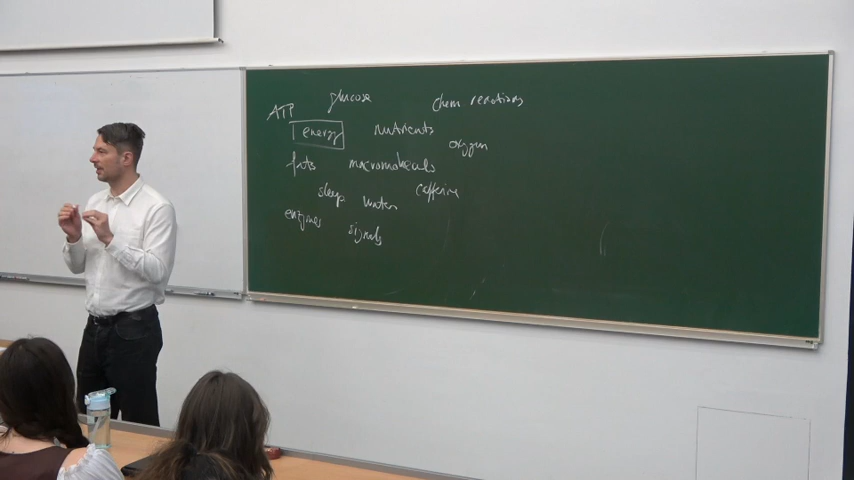 glucose chem reactions
ATP
energy nutrients
oxygen
fats macromolecules
sleep water caffeine
enzymes
signals